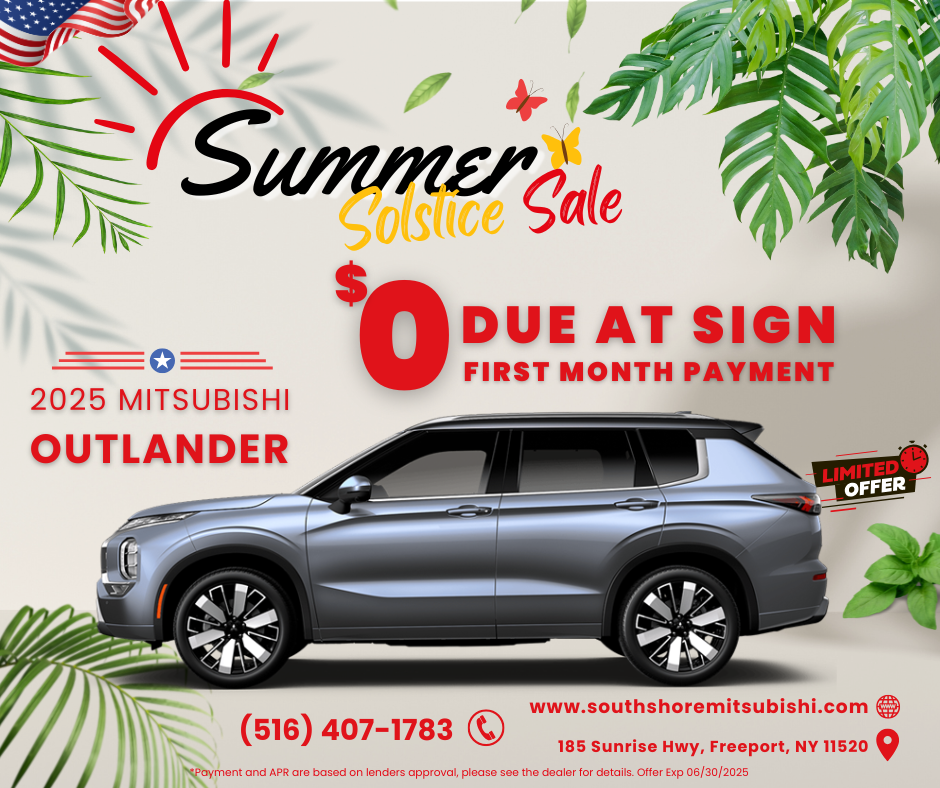 Summer
Solstice Sale
$0 DUE AT SIGN
FIRST MONTH PAYMENT
2025 MITSUBISHI
OUTLANDER
LIMITED
OFFER
www.southshoremitsubishi.com
WWW
(516) 407-1783
185 Sunrise Hwy, Freeport, NY 11520
*Payment and APR are based on lenders approval, please see the dealer for details. Offer Exp 06/30/2025